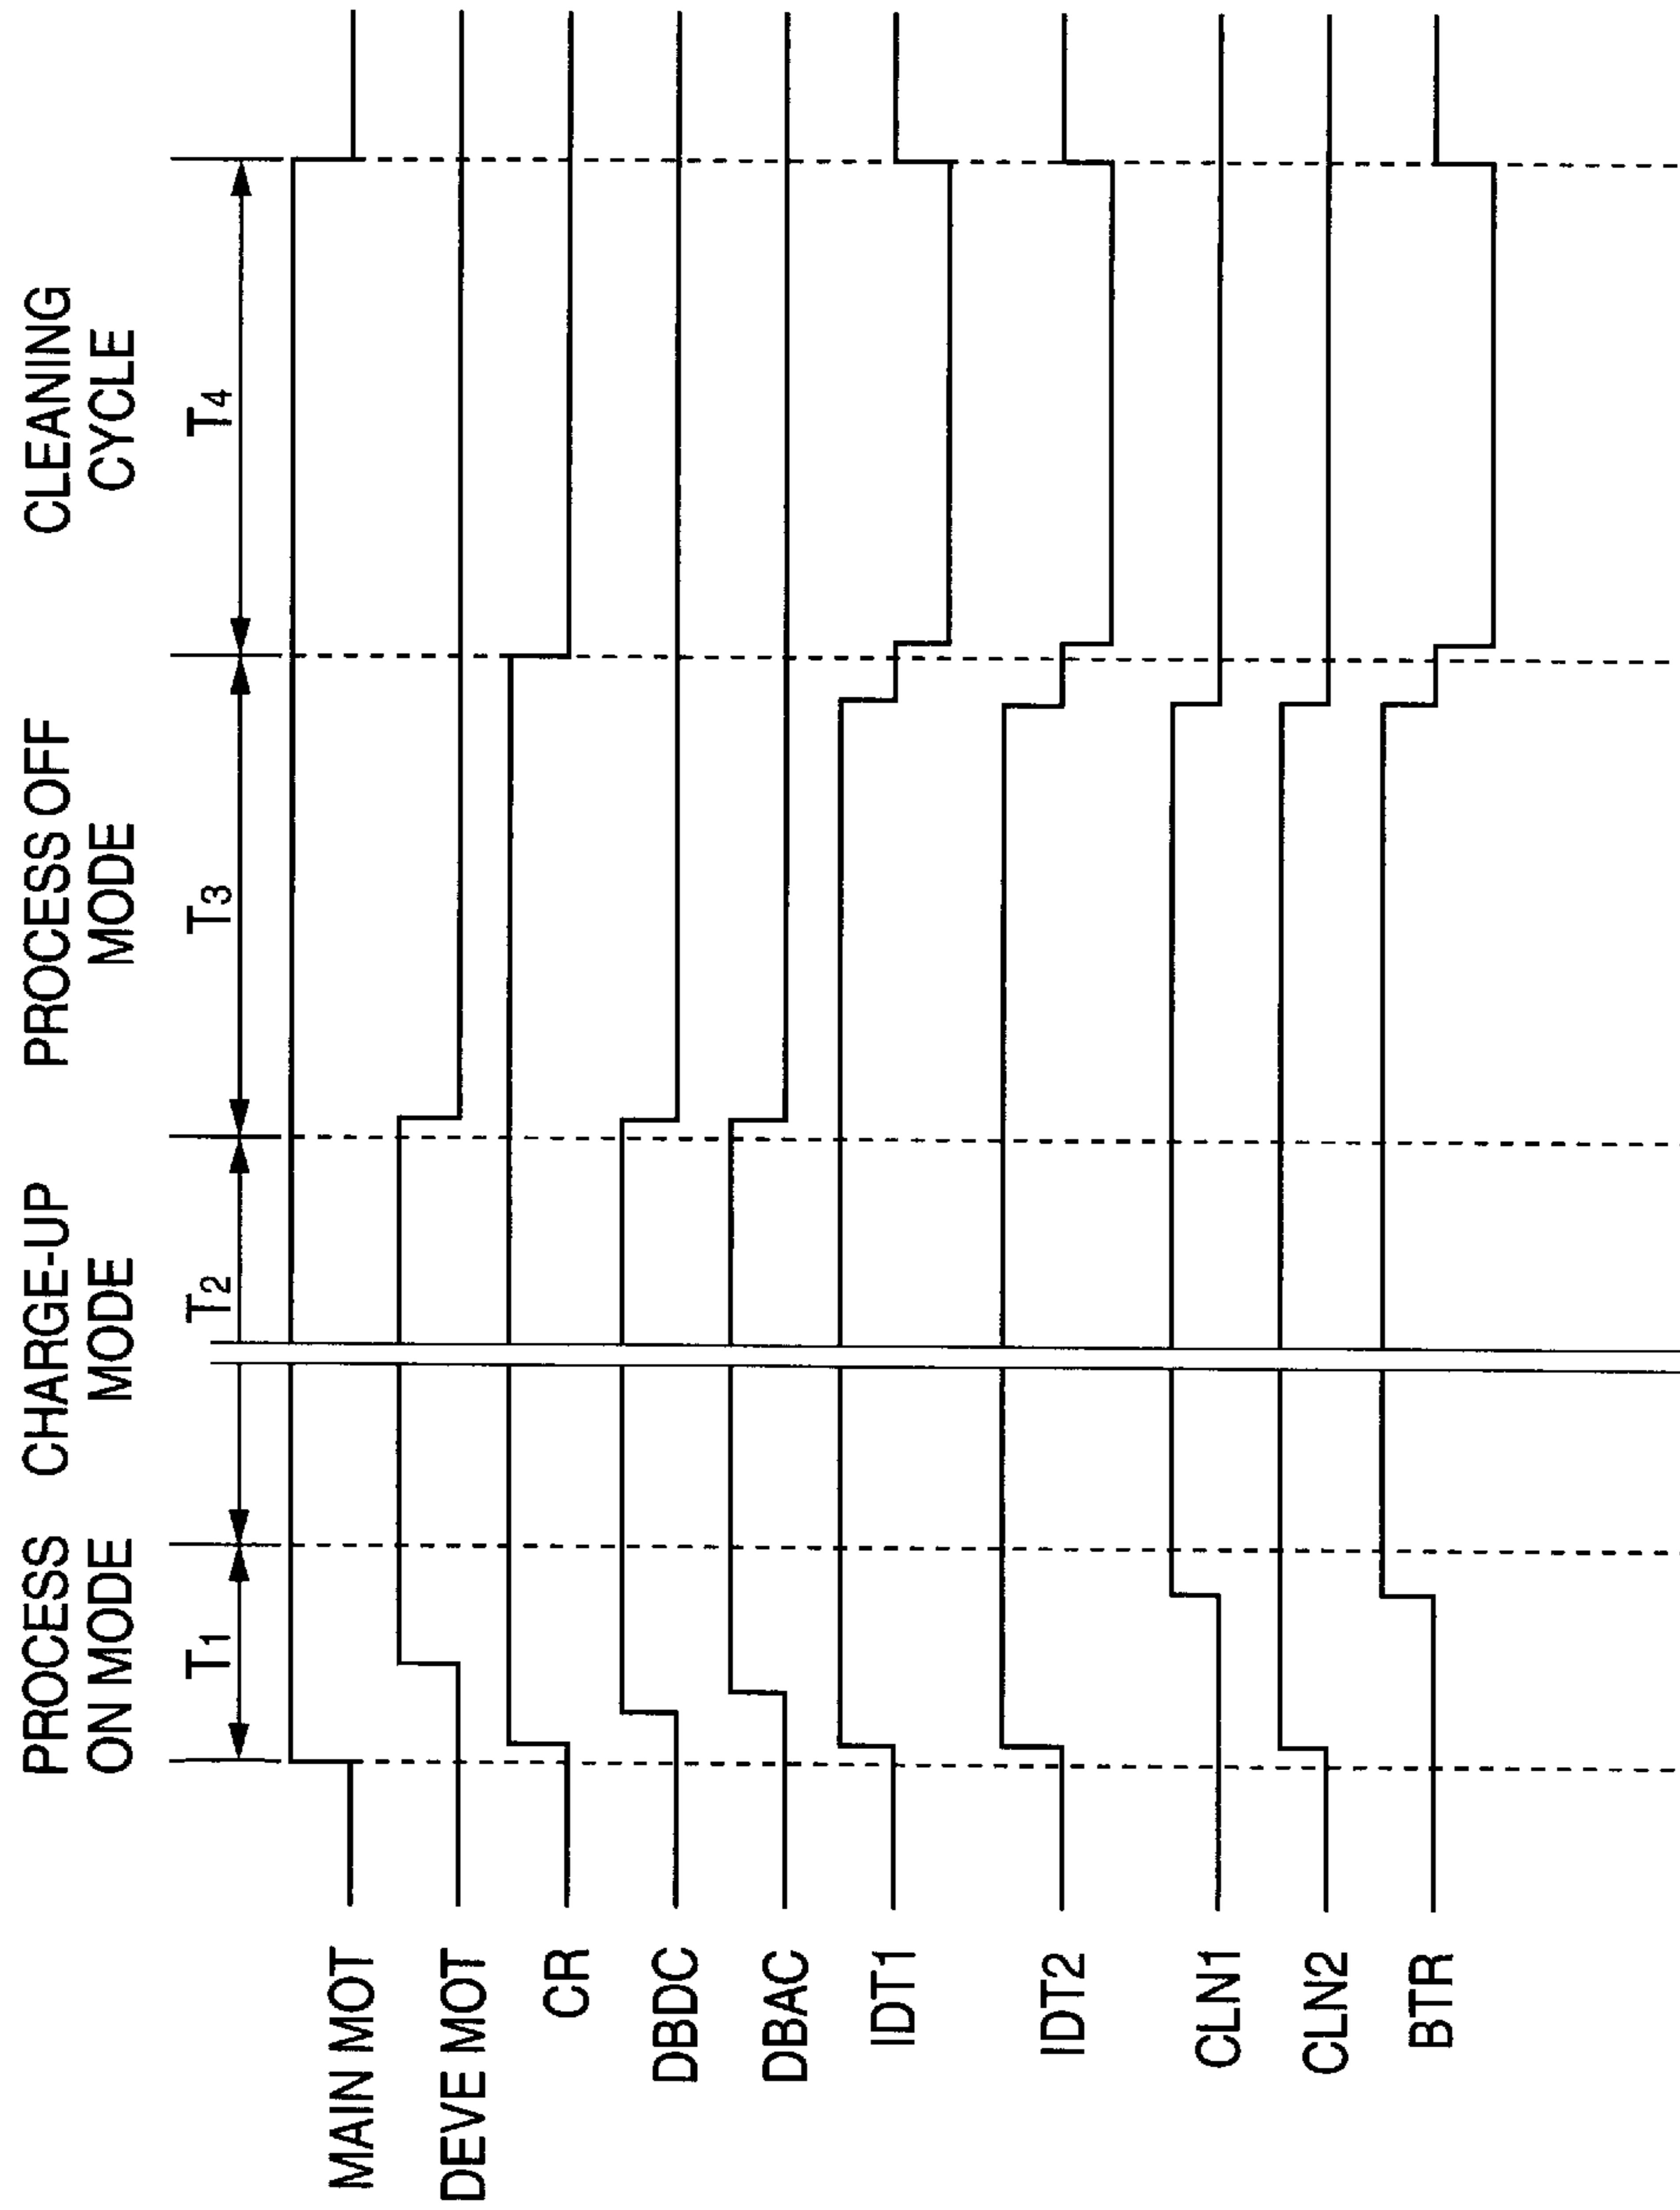 PROCESS
ON MODE
CHARGE-UP
MODE
PROCESS OFF
MODE
CLEANING
CYCLE
T1
T2
T3
T4
MAIN MOT
DEVE MOT
CR
DBDC
DBAC
IDT1
IDT2
CLN1
CLN2
BTR